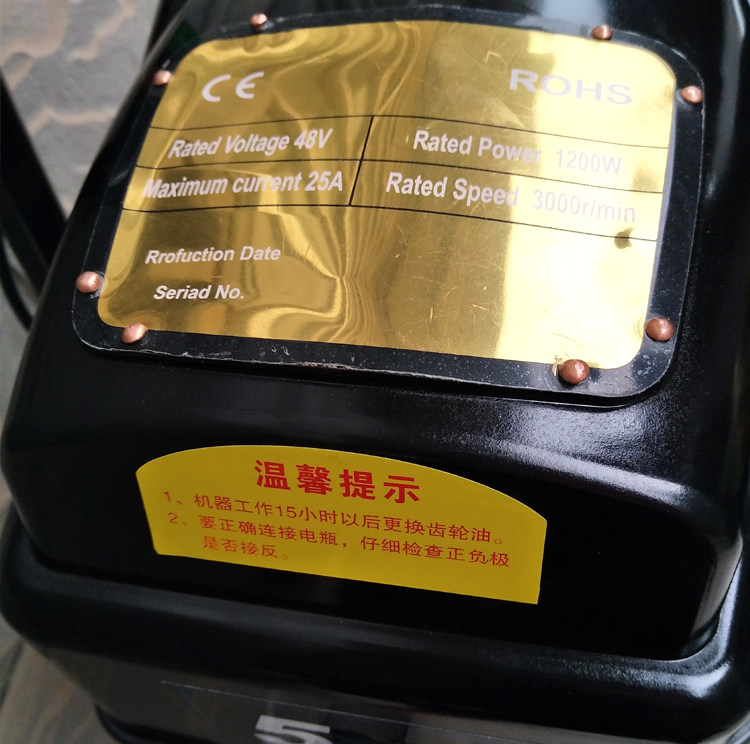 CE ROHS
Rated Voltage 48V Rated Power 1200W
Maximum current 25A Rated Speed 3000r/min
Rrofuction Date
Seriad No.
温馨提示
1、机器工作15小时以后更换齿轮油。
2、要正确连接电瓶，仔细检查正负极
是否接反。
5